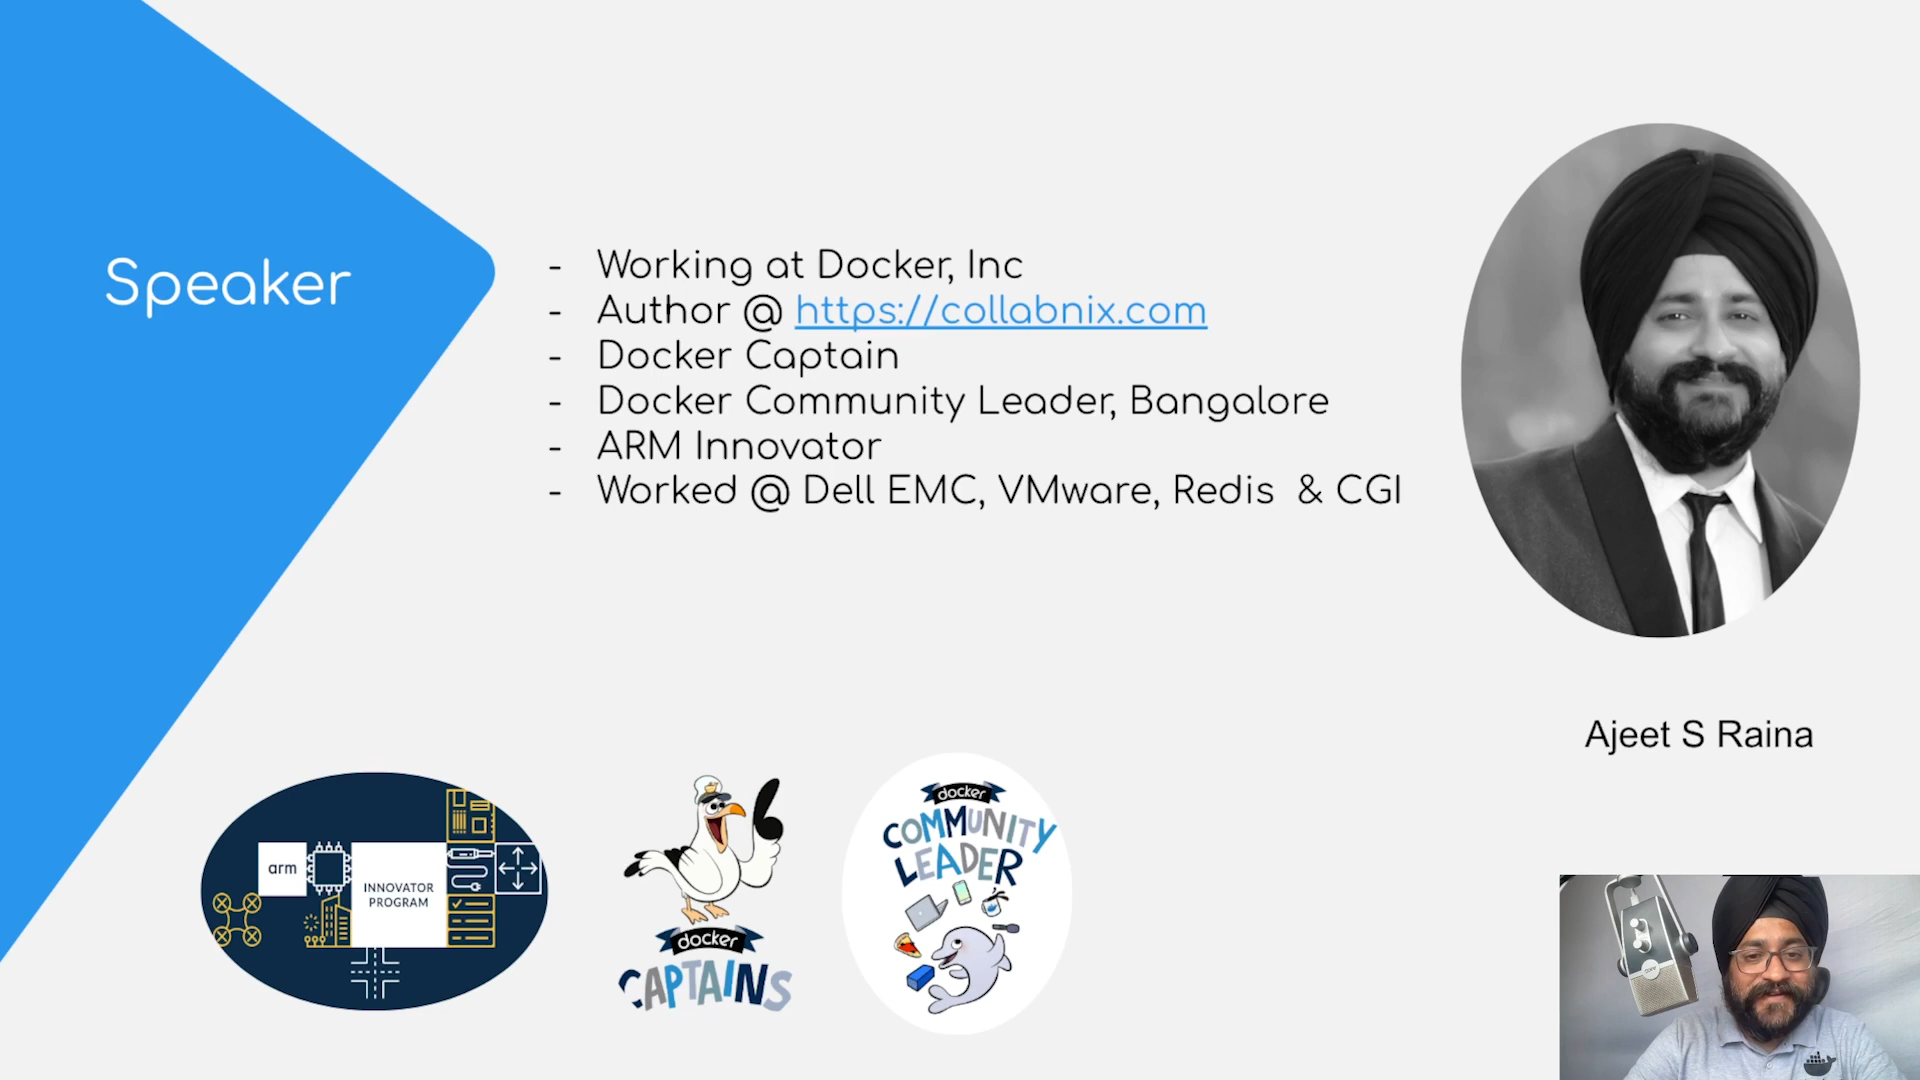 Speaker
- Working at Docker, Inc
- Author @ https://collabnix.com
- Docker Captain
- Docker Community Leader, Bangalore
- ARM Innovator
- Worked @ Dell EMC, VMware, Redis & CGI
Ajeet S Raina
arm
INNOVATOR
PROGRAM
docker
CAPTAINS
docker
COMMUNITY
LEADER
AKG